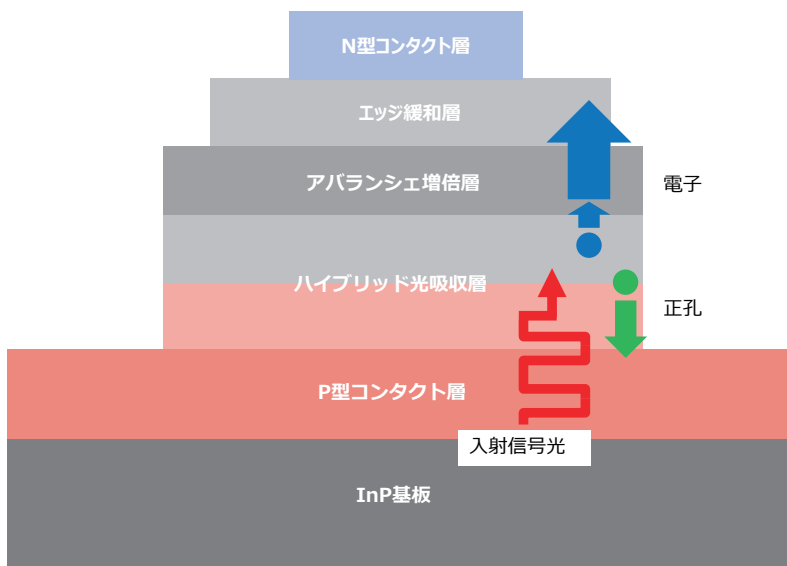 N型コンタクト層
エッジ緩和層
アバランシェ増倍層
電子
ハイブリッド光吸収層
正孔
P型コンタクト層
入射信号光
InP基板